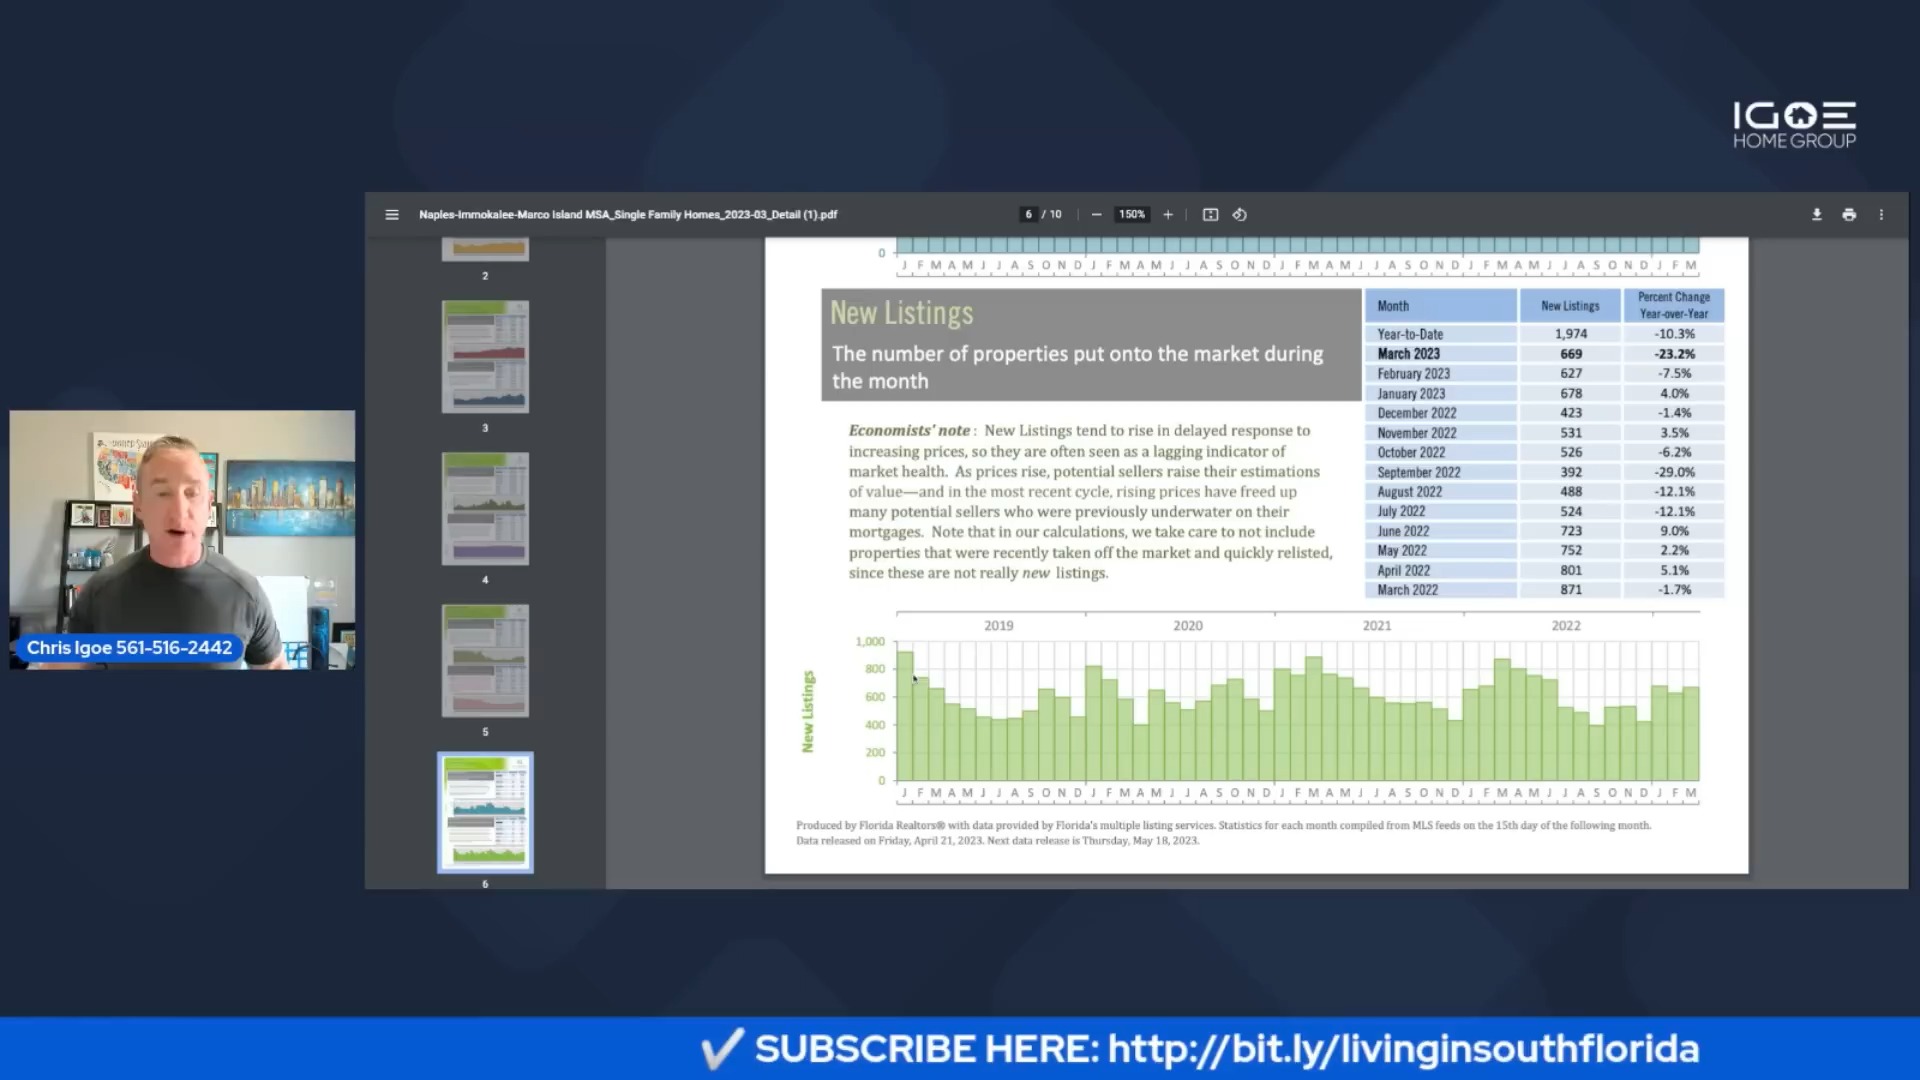 IGOE
HOME GROUP
Naples-Immokalee-Marco Island MSA_Single Family Homes_2023-03_Detail (1).pdf
6 / 10
150%
2
3
4
5
6
0
J F M A M J J A S O N D J F M A M J J A S O N D J F M A M J J A S O N D J F M A M J J A S O N D J F M
New Listings
The number of properties put onto the market during
the month
Economists' note : New Listings tend to rise in delayed response to
increasing prices, so they are often seen as a lagging indicator of
market health. As prices rise, potential sellers raise their estimations
of value—and in the most recent cycle, rising prices have freed up
many potential sellers who were previously underwater on their
mortgages. Note that in our calculations, we take care to not include
properties that were recently taken off the market and quickly relisted,
since these are not really new listings.
Month New Listings Percent Change Year-over-Year
Year-to-Date 1,974 -10.3%
March 2023 669 -23.2%
February 2023 627 -7.5%
January 2023 678 4.0%
December 2022 423 -1.4%
November 2022 531 3.5%
October 2022 526 -6.2%
September 2022 392 -29.0%
August 2022 488 -12.1%
July 2022 524 -12.1%
June 2022 723 9.0%
May 2022 752 2.2%
April 2022 801 5.1%
March 2022 871 -1.7%
2019 2020 2021 2022
New Listings
1,000
800
600
400
200
0
J F M A M J J A S O N D J F M A M J J A S O N D J F M A M J J A S O N D J F M A M J J A S O N D J F M
Produced by Florida Realtors® with data provided by Florida's multiple listing services. Statistics for each month compiled from MLS feeds on the 15th day of the following month.
Data released on Friday, April 21, 2023. Next data release is Thursday, May 18, 2023.
Chris Igoe 561-516-2442
SUBSCRIBE HERE: http://bit.ly/livinginsouthflorida